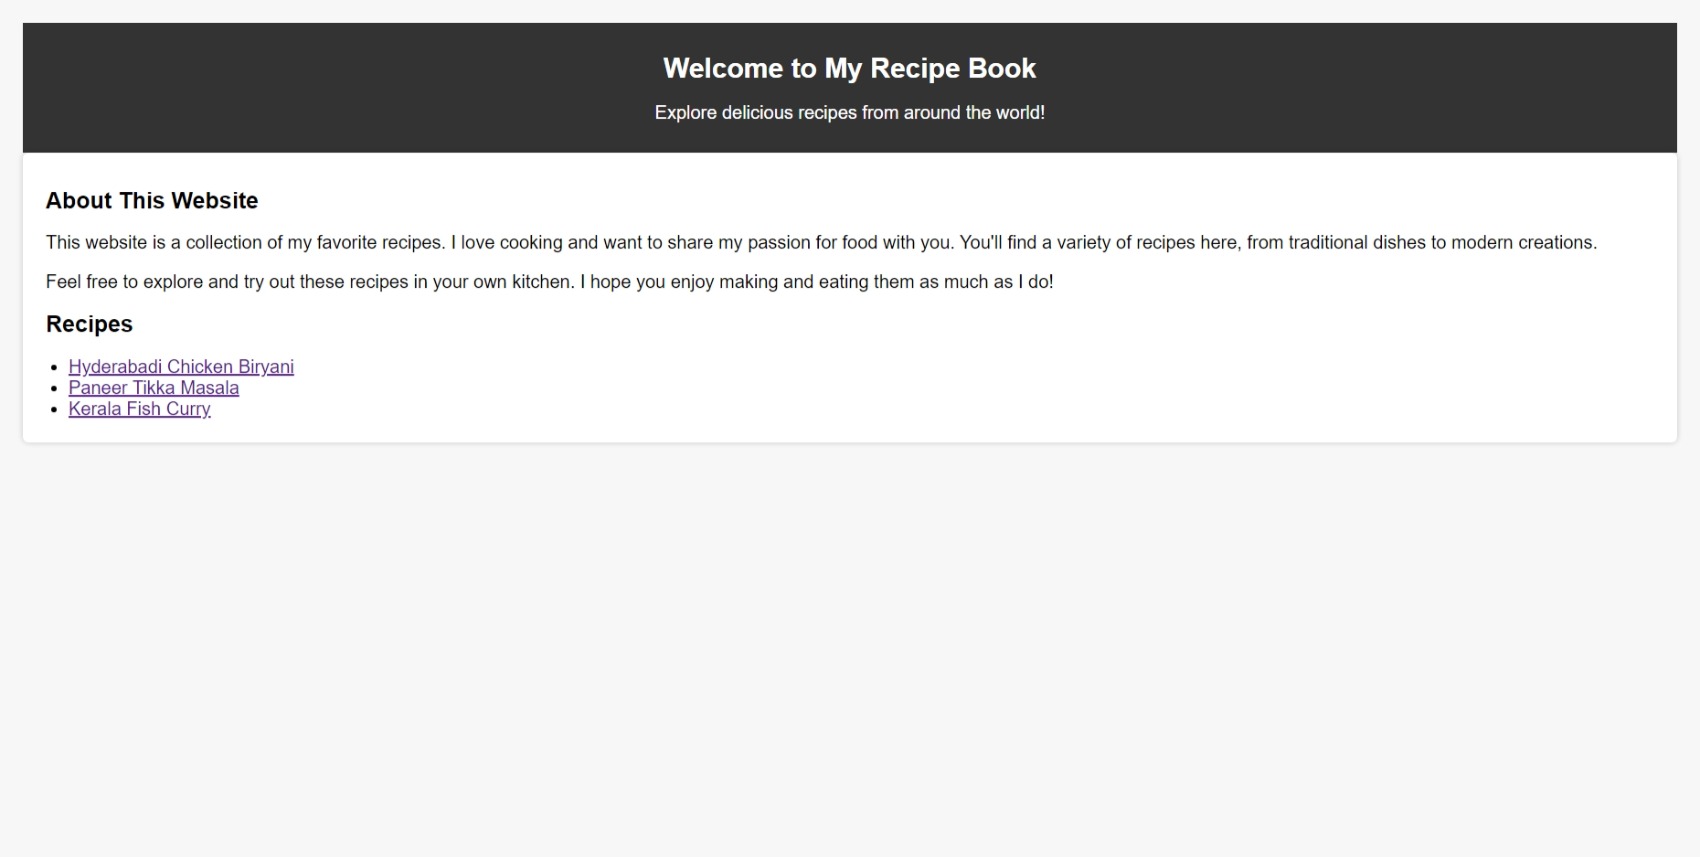 Welcome to My Recipe Book
Explore delicious recipes from around the world!
About This Website
This website is a collection of my favorite recipes. I love cooking and want to share my passion for food with you. You'll find a variety of recipes here, from traditional dishes to modern creations.
Feel free to explore and try out these recipes in your own kitchen. I hope you enjoy making and eating them as much as I do!
Recipes
Hyderabadi Chicken Biryani
Paneer Tikka Masala
Kerala Fish Curry